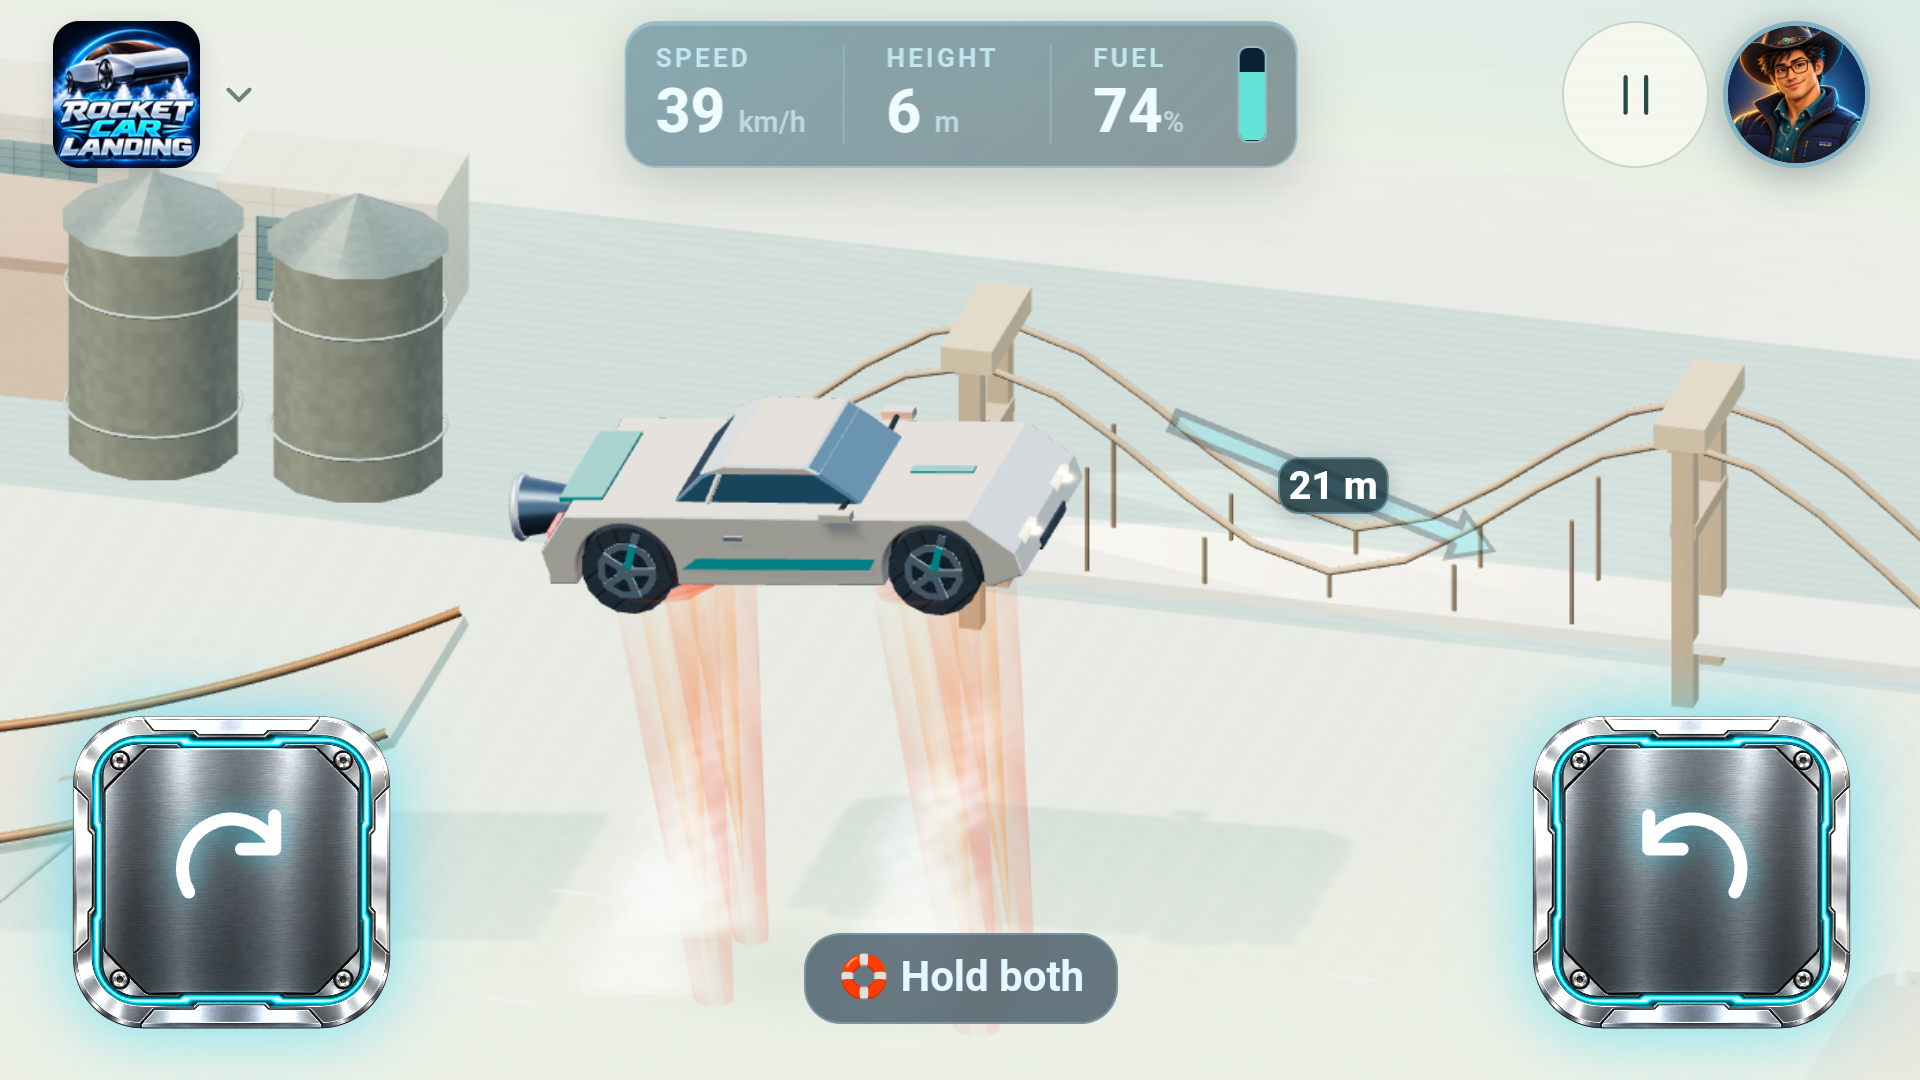 ROCKET
CAR
LANDING
SPEED
39 km/h
HEIGHT
6 m
FUEL
74%
21 m
Hold both